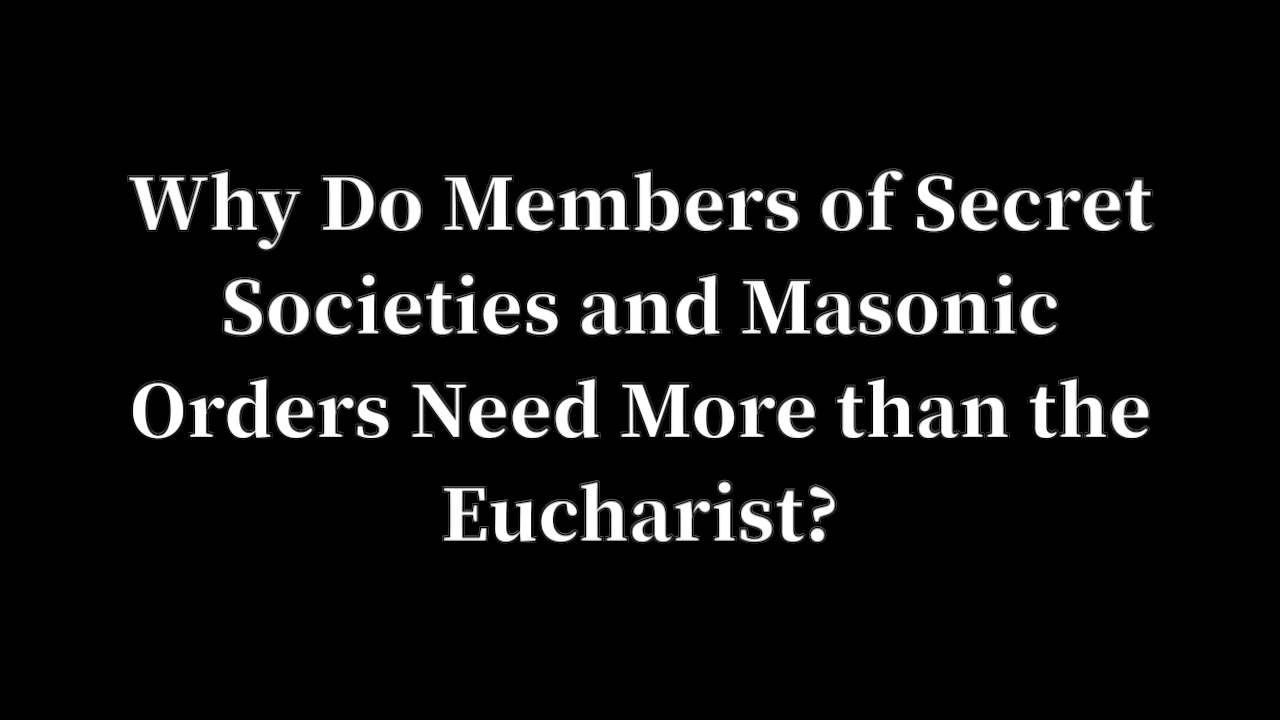 Why Do Members of Secret
Societies and Masonic
Orders Need More than the
Eucharist?